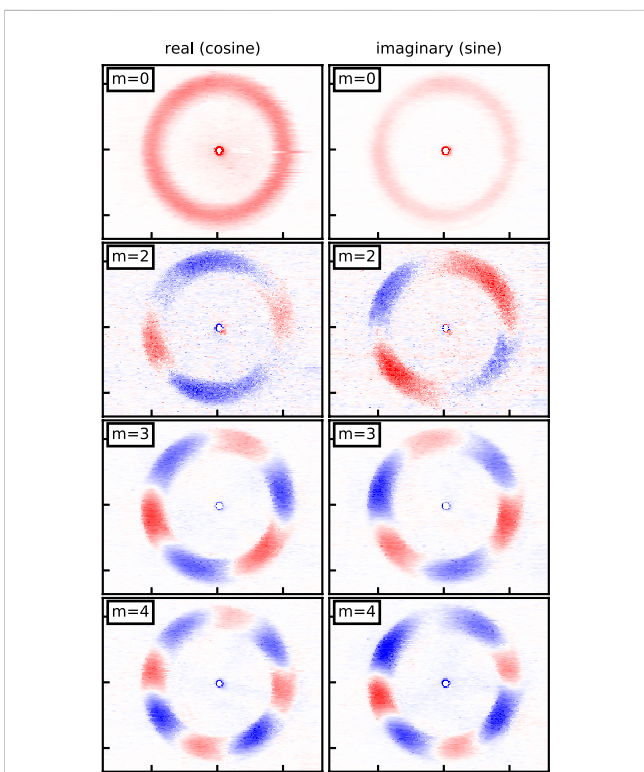 real (cosine) imaginary (sine)
m=0 m=0
m=2 m=2
m=3 m=3
m=4 m=4